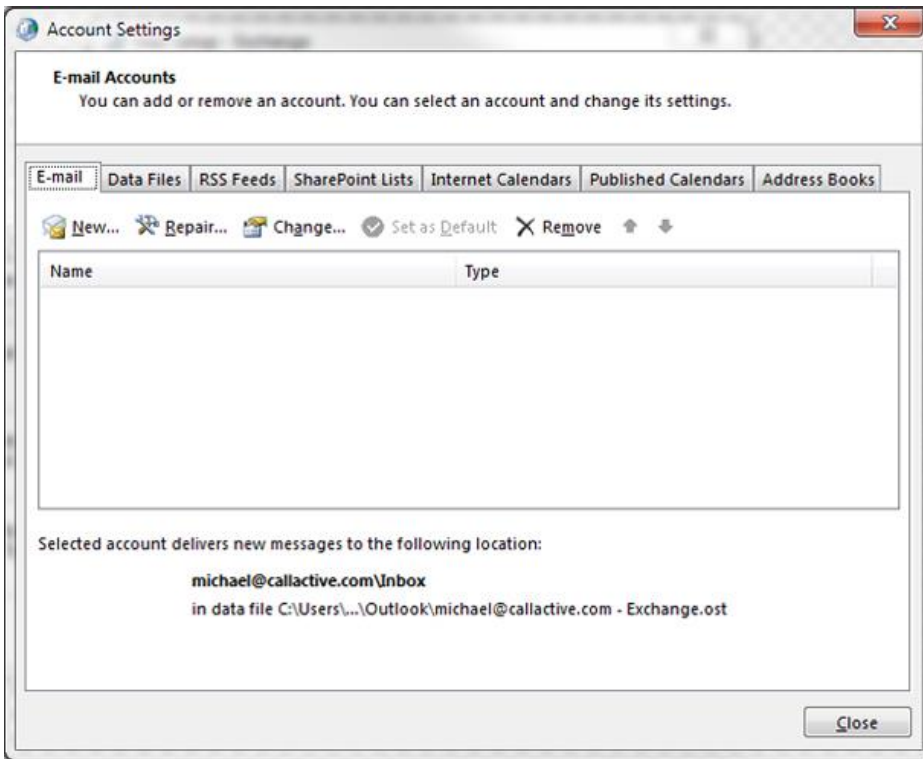 Account Settings
E-mail Accounts
You can add or remove an account. You can select an account and change its settings.
E-mail Data Files RSS Feeds SharePoint Lists Internet Calendars Published Calendars Address Books
New... Repair... Change... Set as Default Remove
Name Type
Selected account delivers new messages to the following location:
michael@callactive.com\Inbox
in data file C:\Users\...\Outlook\michael@callactive.com - Exchange.ost
Close